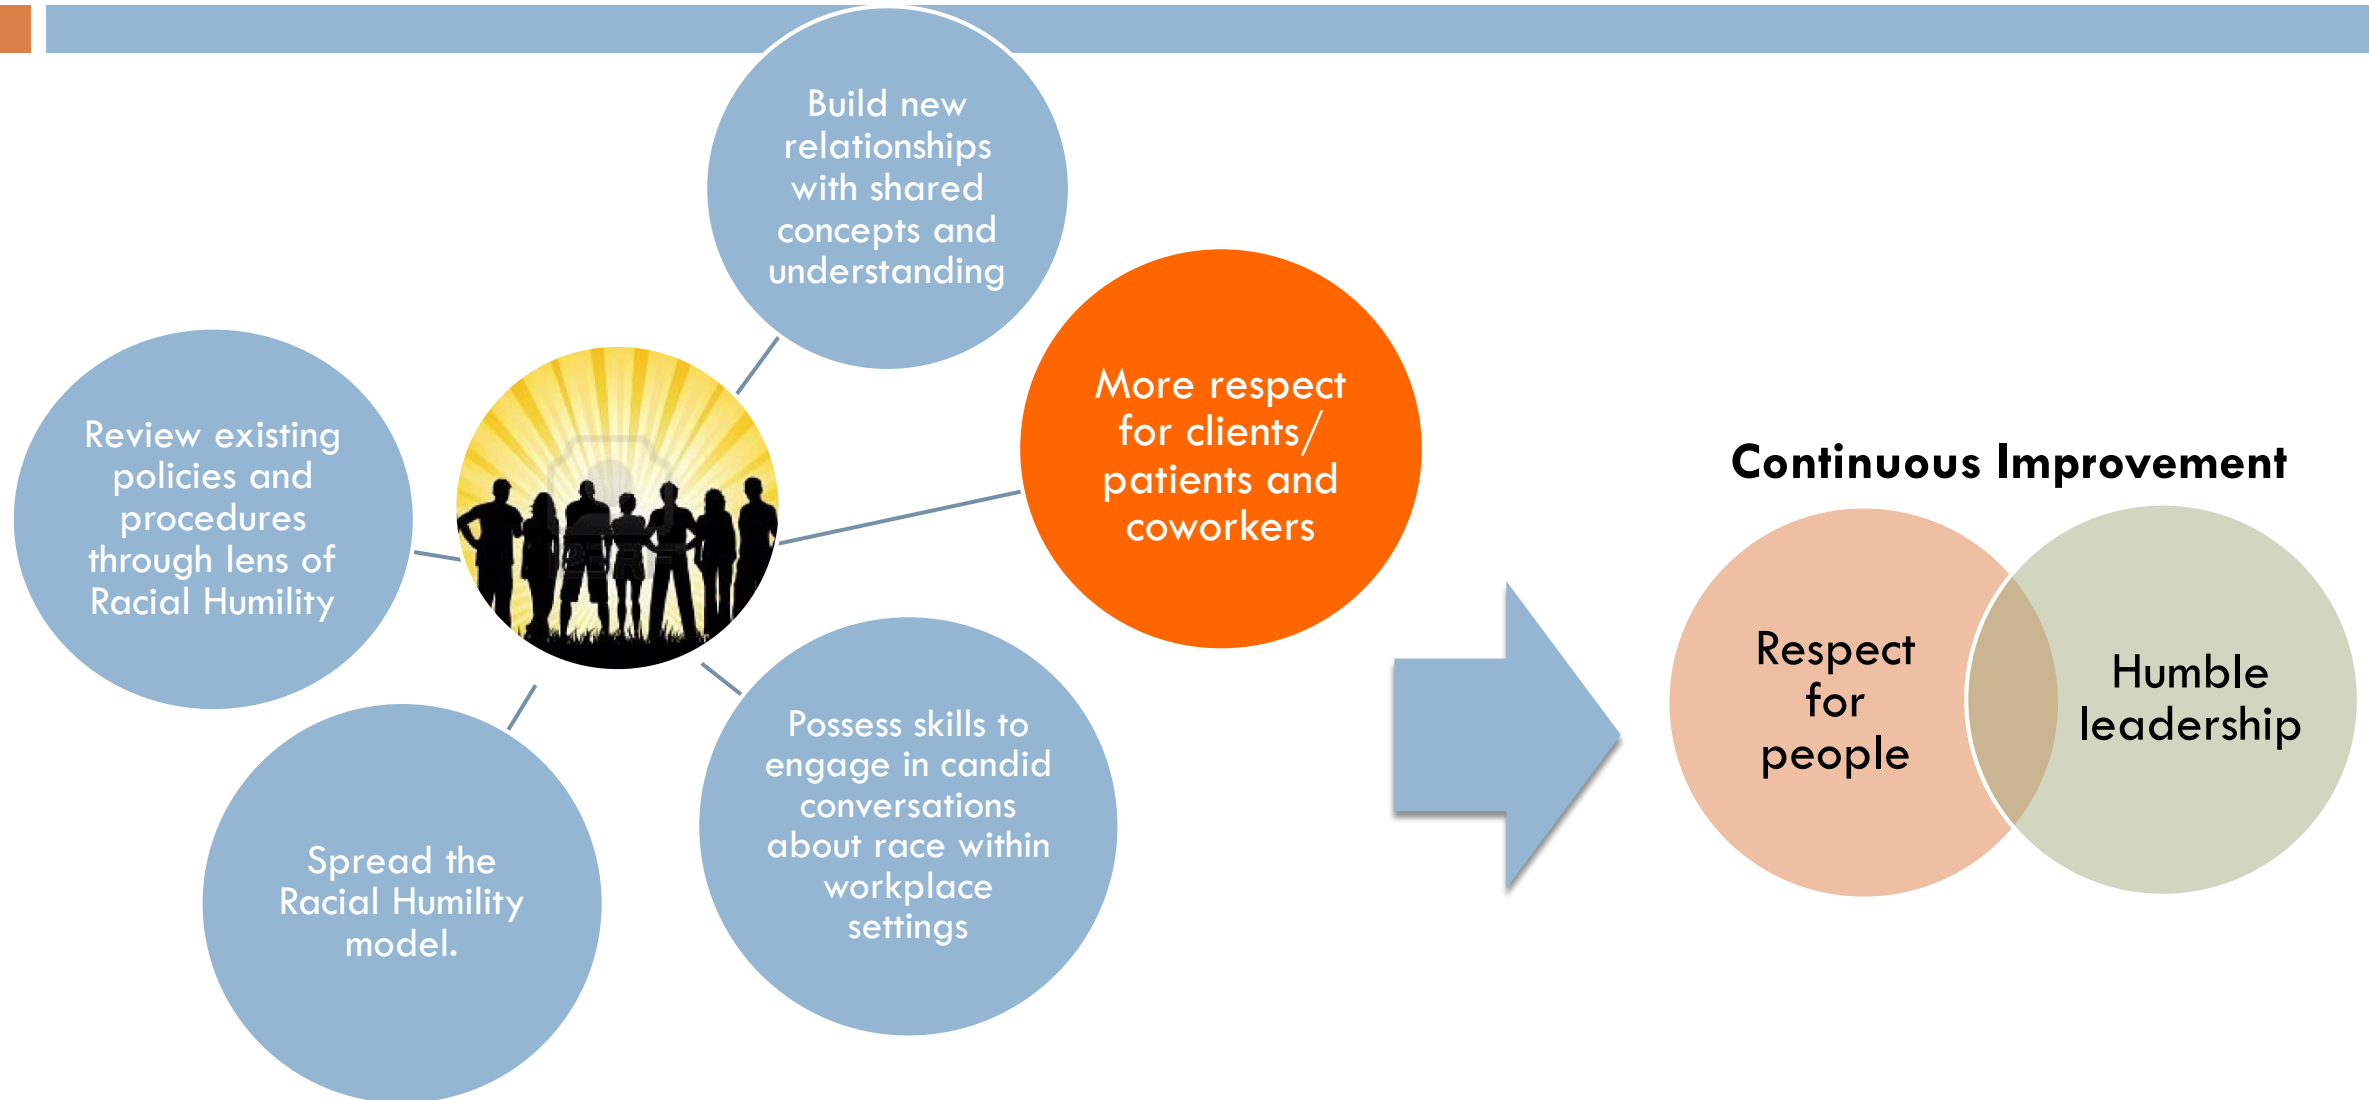 Build new
relationships
with shared
concepts and
understanding
More respect
for clients/
patients and
coworkers
Review existing
policies and
procedures
through lens of
Racial Humility
Possess skills to
engage in candid
conversations
about race within
workplace
settings
Spread the
Racial Humility
model.
Continuous Improvement
Respect
for
people
Humble
leadership